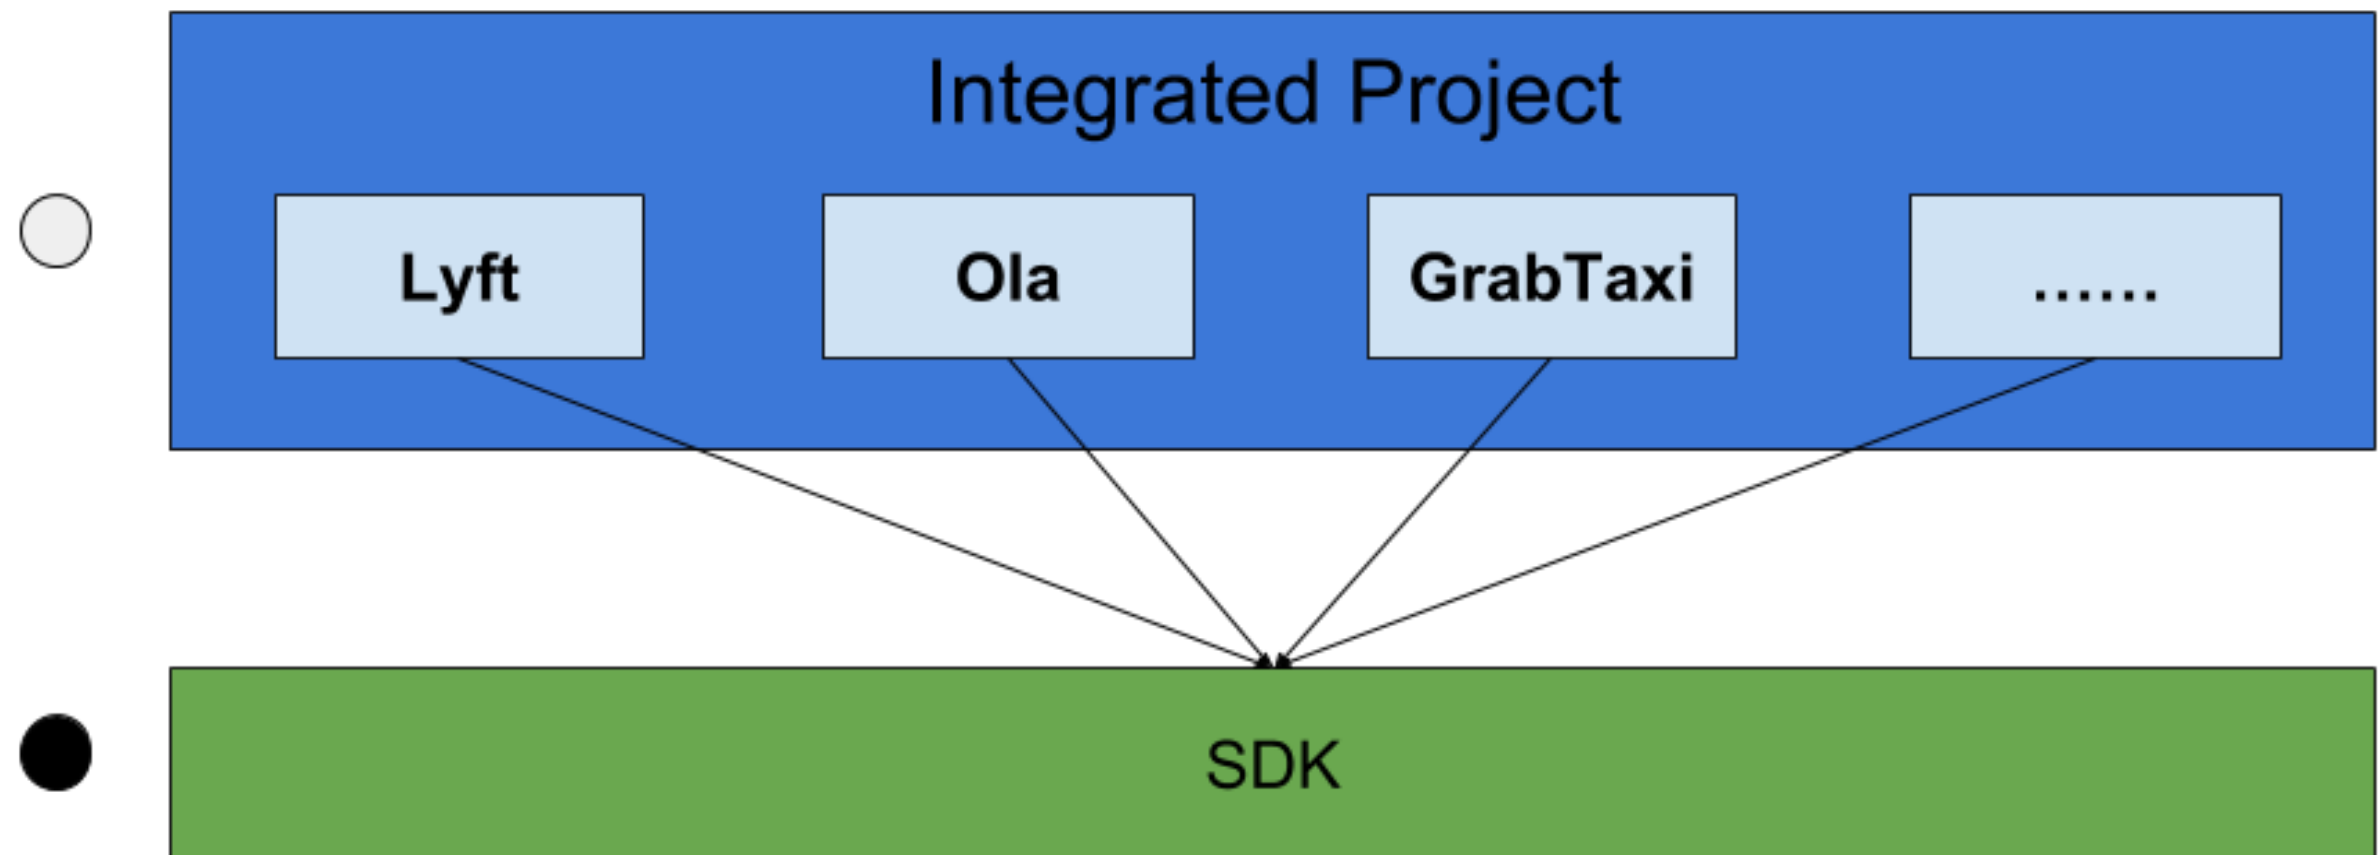 Integrated Project
Lyft
Ola
GrabTaxi
......
SDK